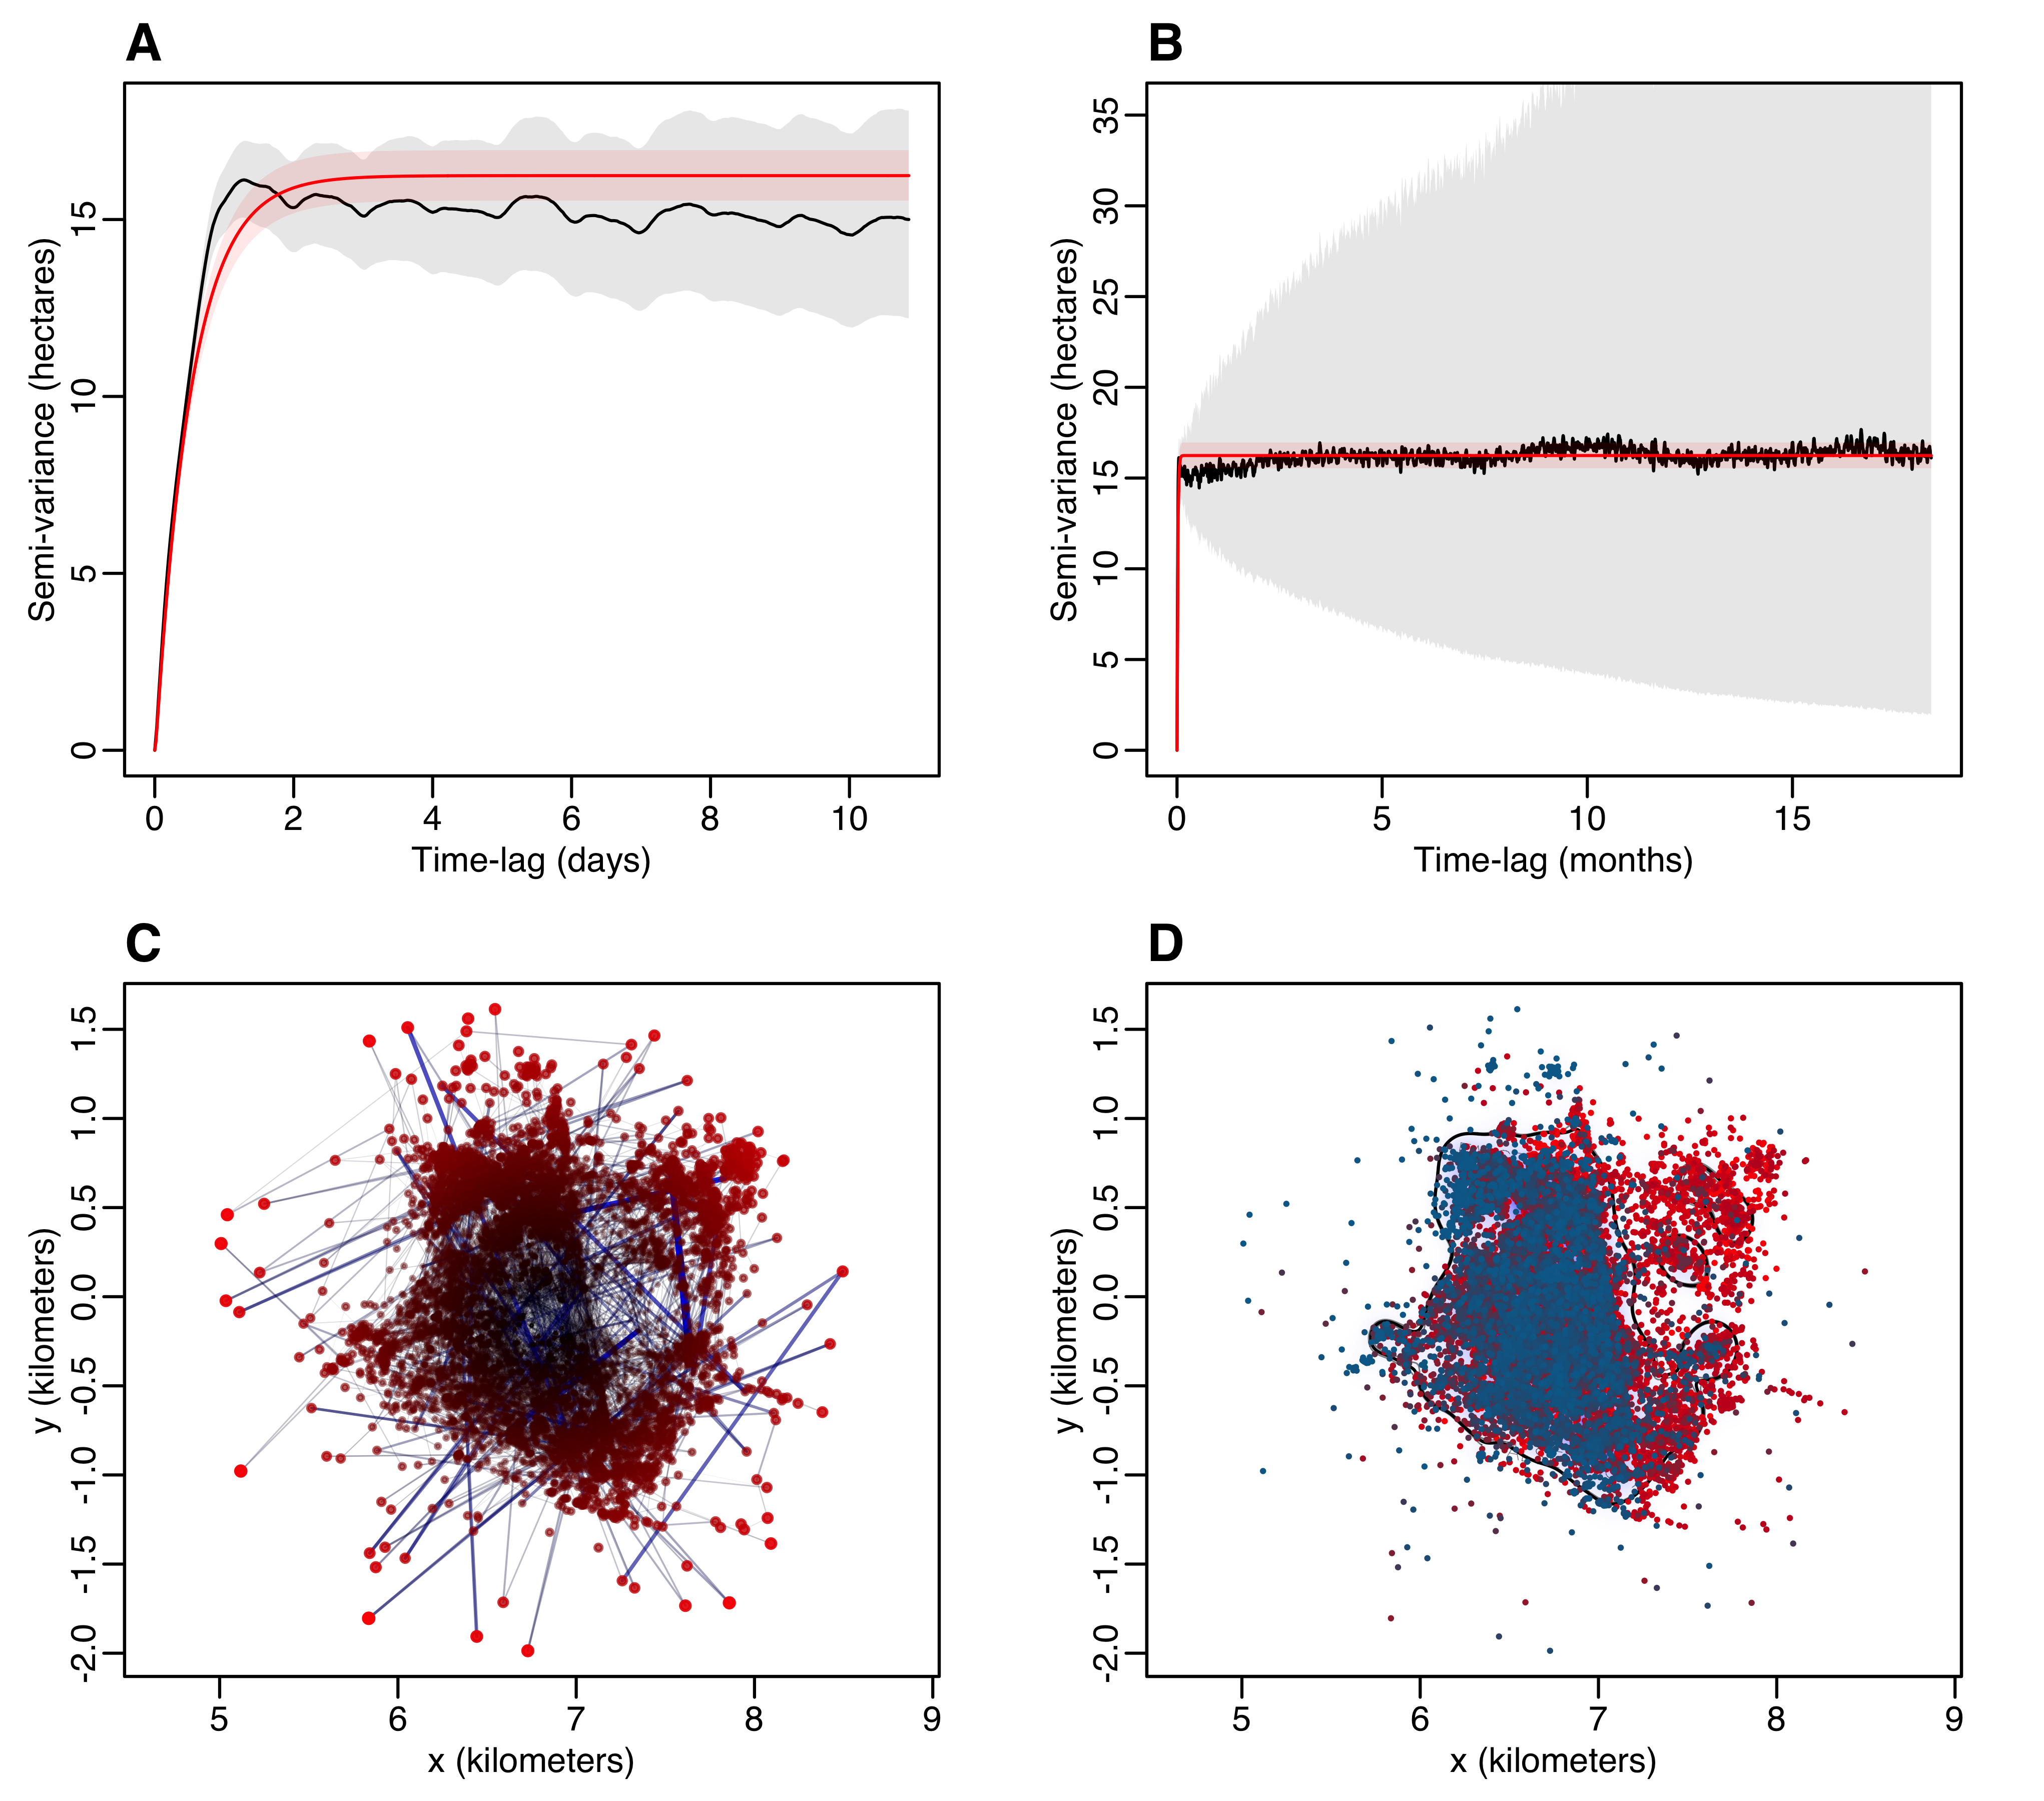 A
Semi-variance (hectares)
15
10
5
0
0 2 4 6 8 10
Time-lag (days)
B
Semi-variance (hectares)
35
30
25
20
15
10
5
0
0 5 10 15
Time-lag (months)
C
y (kilometers)
1.5
1.0
0.5
0.0
-0.5
-1.0
-1.5
-2.0
5 6 7 8 9
x (kilometers)
D
y (kilometers)
1.5
1.0
0.5
0.0
-0.5
-1.0
-1.5
-2.0
5 6 7 8 9
x (kilometers)